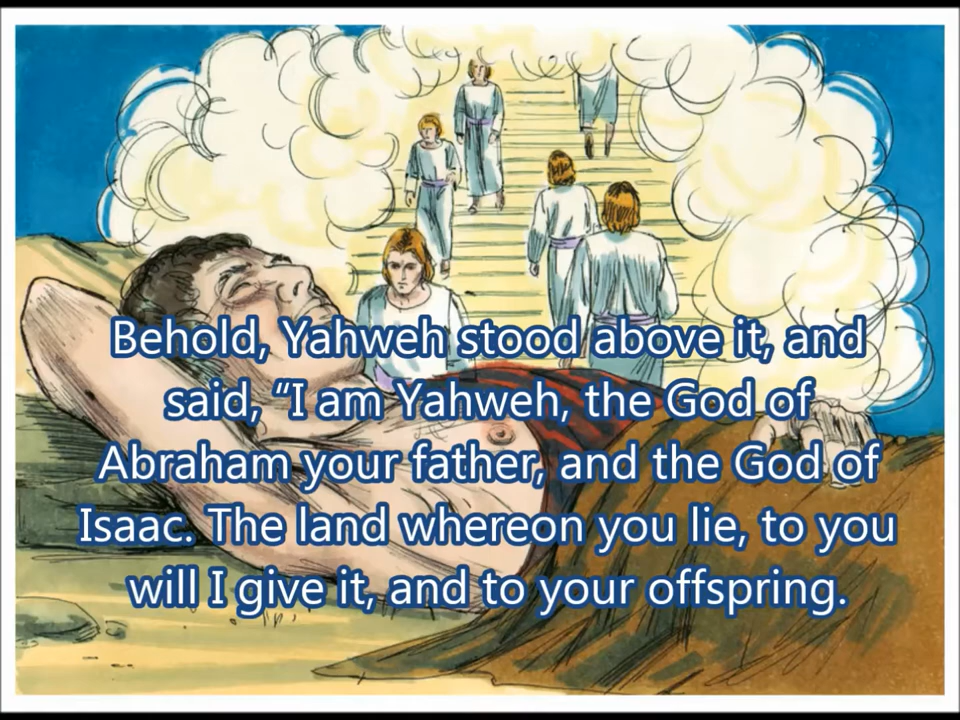 Behold, Yahweh stood above it, and
said, “I am Yahweh, the God of
Abraham your father, and the God of
Isaac. The land whereon you lie, to you
will I give it, and to your offspring.